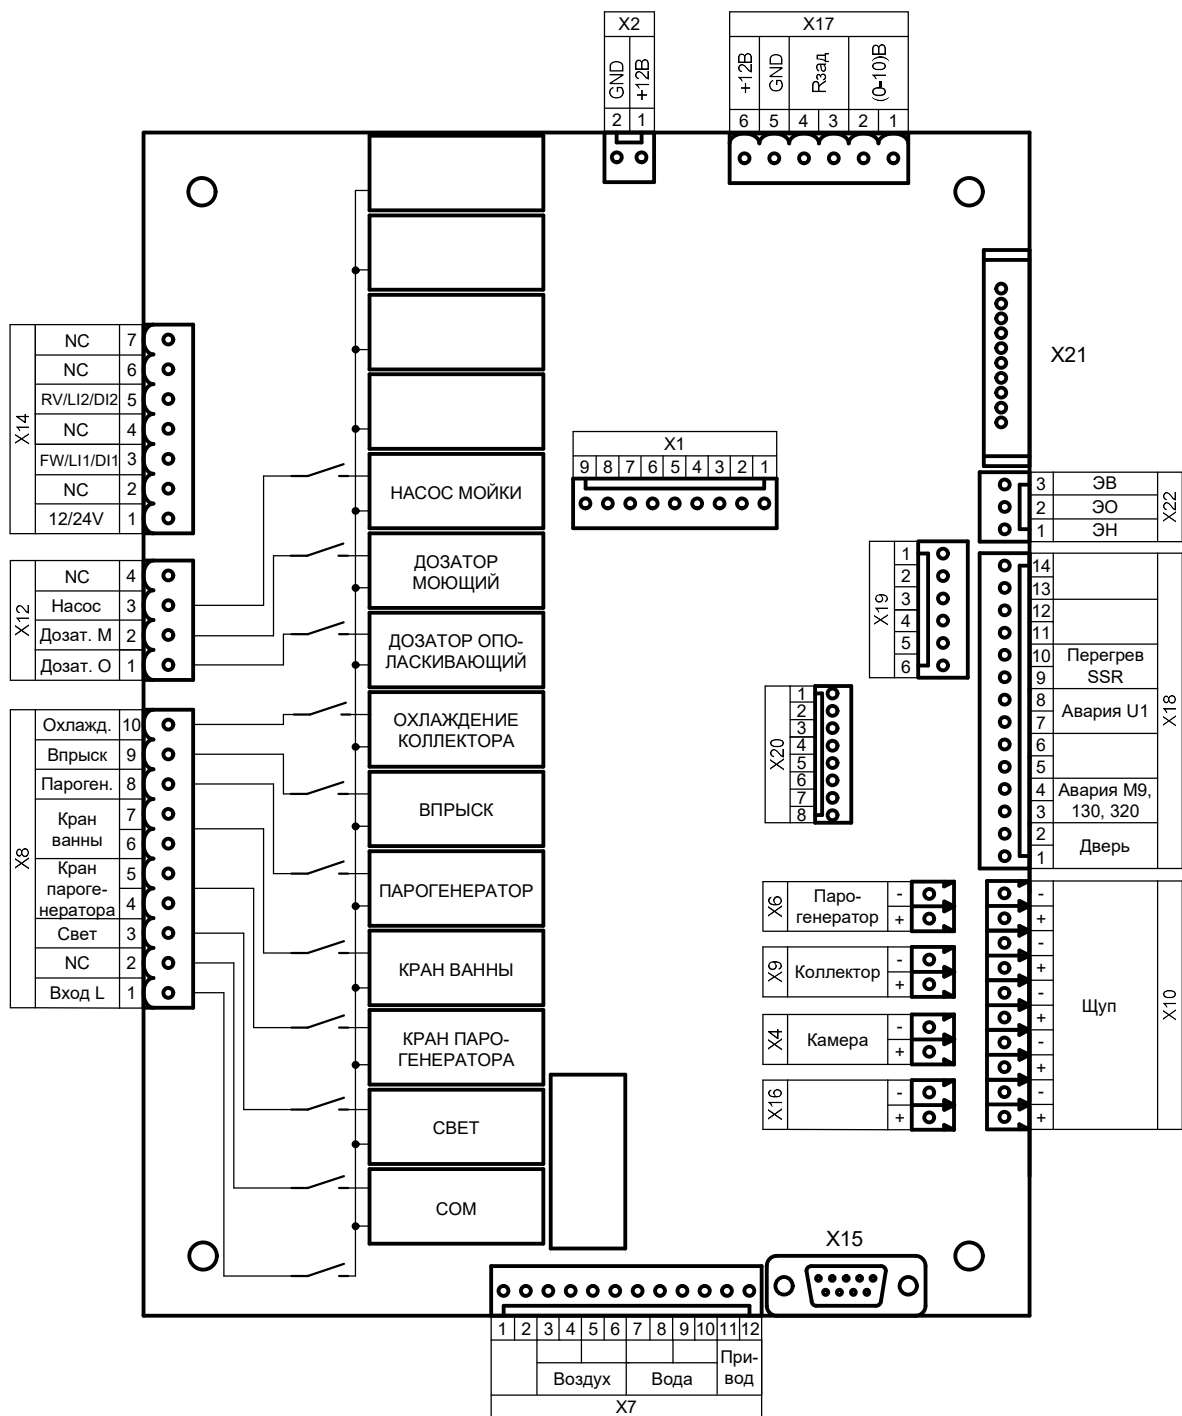 X2
GND
+12В
2 1
X17
+12В
GND
Rзад
(0-10)В
6 5 4 3 2 1
X14
NC 7
NC 6
RV/LI2/DI2 5
NC 4
FW/LI1/DI1 3
NC 2
12/24V 1
X12
NC 4
Насос 3
Дозат. М 2
Дозат. О 1
X8
Охлажд. 10
Впрыск 9
Пароген. 8
Кран
ванны
7
6
Кран
пароге-
нератора
5
4
Свет 3
NC 2
Вход L 1
НАСОС МОЙКИ
ДОЗАТОР
МОЮЩИЙ
ДОЗАТОР ОПО-
ЛАСКИВАЮЩИЙ
ОХЛАЖДЕНИЕ
КОЛЛЕКТОРА
ВПРЫСК
ПАРОГЕНЕРАТОР
КРАН ВАННЫ
КРАН ПАРО-
ГЕНЕРАТОРА
СВЕТ
COM
X1
9 8 7 6 5 4 3 2 1
X21
X22
3 ЭВ
2 ЭО
1 ЭН
X19
1
2
3
4
5
6
X20
1
2
3
4
5
6
7
8
X18
14
13
12
11
10 Перегрев
9 SSR
8
7
Авария U1
6
5
4 Авария М9,
3 130, 320
2
1
Дверь
X6
Паро-
генератор
-
+
X9
Коллектор
-
+
X4
Камера
-
+
X16
-
+
X10
Щуп
-
+
-
+
-
+
-
+
-
+
X15
1 2 3 4 5 6 7 8 9 10 11 12
Воздух
Вода
При-
вод
X7